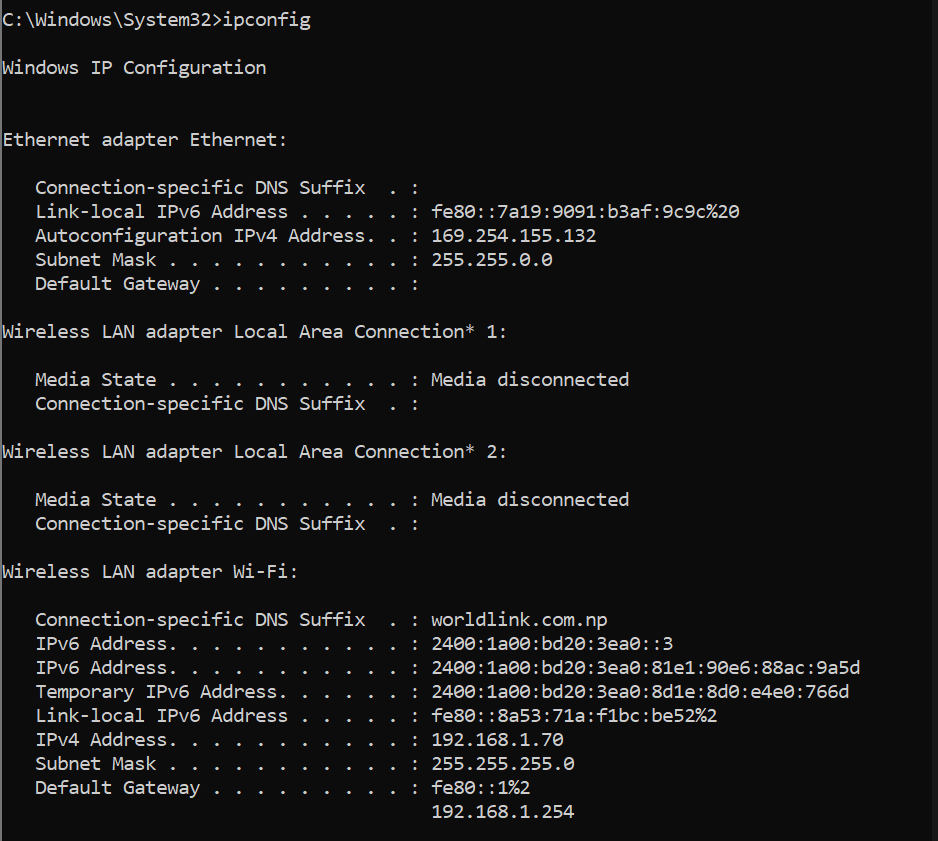 C:\Windows\System32>ipconfig
Windows IP Configuration
Ethernet adapter Ethernet:
Connection-specific DNS Suffix  . :
Link-local IPv6 Address . . . . . : fe80::7a19:9091:b3af:9c9c%20
Autoconfiguration IPv4 Address. . : 169.254.155.132
Subnet Mask . . . . . . . . . . . : 255.255.0.0
Default Gateway . . . . . . . . . :
Wireless LAN adapter Local Area Connection* 1:
Media State . . . . . . . . . . . : Media disconnected
Connection-specific DNS Suffix  . :
Wireless LAN adapter Local Area Connection* 2:
Media State . . . . . . . . . . . : Media disconnected
Connection-specific DNS Suffix  . :
Wireless LAN adapter Wi-Fi:
Connection-specific DNS Suffix  . : worldlink.com.np
IPv6 Address. . . . . . . . . . . : 2400:1a00:bd20:3ea0::3
IPv6 Address. . . . . . . . . . . : 2400:1a00:bd20:3ea0:81e1:90e6:88ac:9a5d
Temporary IPv6 Address. . . . . . : 2400:1a00:bd20:3ea0:8d1e:8d0:e4e0:766d
Link-local IPv6 Address . . . . . : fe80::8a53:71a:f1bc:be52%2
IPv4 Address. . . . . . . . . . . : 192.168.1.70
Subnet Mask . . . . . . . . . . . : 255.255.255.0
Default Gateway . . . . . . . . . : fe80::1%2
192.168.1.254